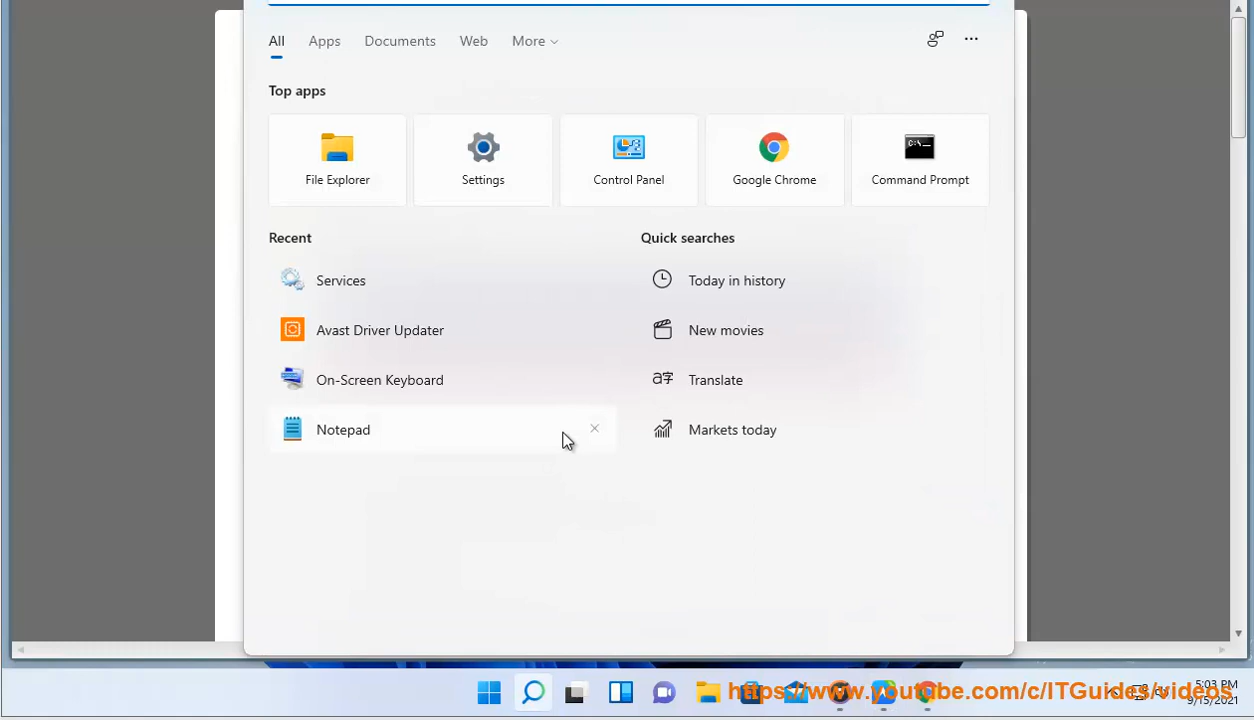 All Apps Documents Web More
Top apps
File Explorer Settings Control Panel Google Chrome Command Prompt
Recent
Services
Avast Driver Updater
On-Screen Keyboard
Notepad
Quick searches
Today in history
New movies
Translate
Markets today
https://www.youtube.com/c/ITGuides/videos
5:03 PM
9/15/2021